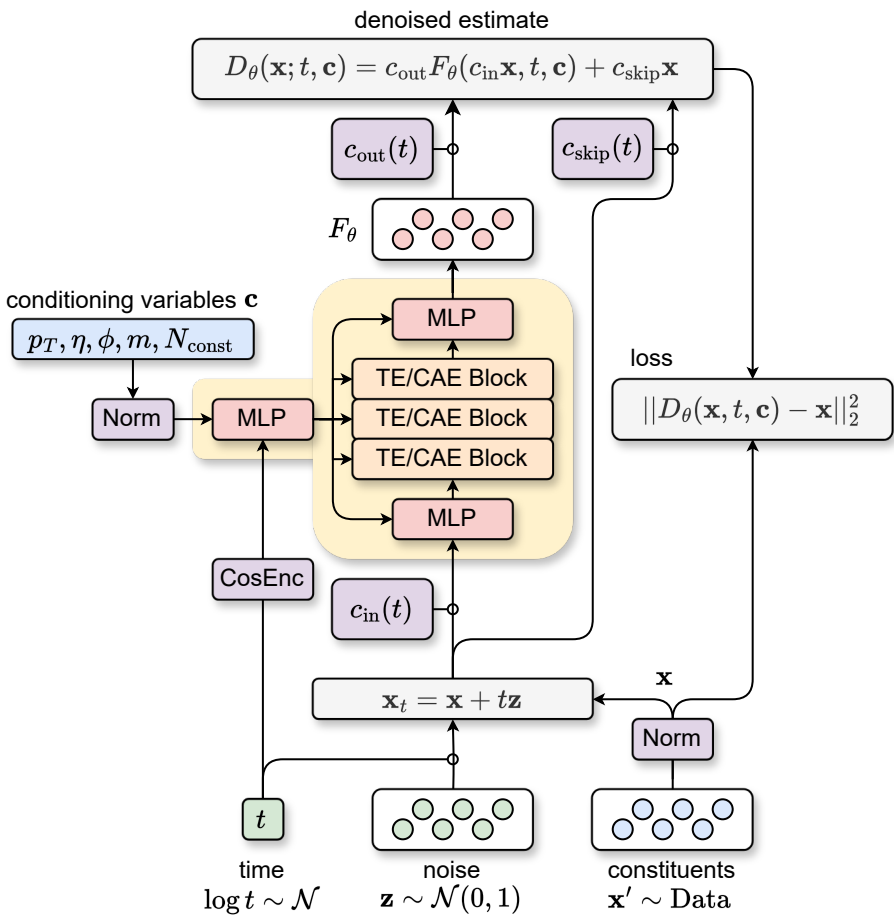 denoised estimate
D_θ(𝐱; t, 𝐜) = c_out F_θ(c_in 𝐱, t, 𝐜) + c_skip 𝐱
c_out(t)
c_skip(t)
F_θ
conditioning variables 𝐜
p_T, η, ϕ, m, N_const
MLP
loss
TE/CAE Block
||D_θ(𝐱, t, 𝐜) − 𝐱||₂²
Norm
MLP
TE/CAE Block
TE/CAE Block
MLP
CosEnc
c_in(t)
𝐱
𝐱_t = 𝐱 + t𝐳
Norm
t
time
noise
constituents
log t ∼ 𝒩
𝐳 ∼ 𝒩(0, 1)
𝐱′ ∼ Data